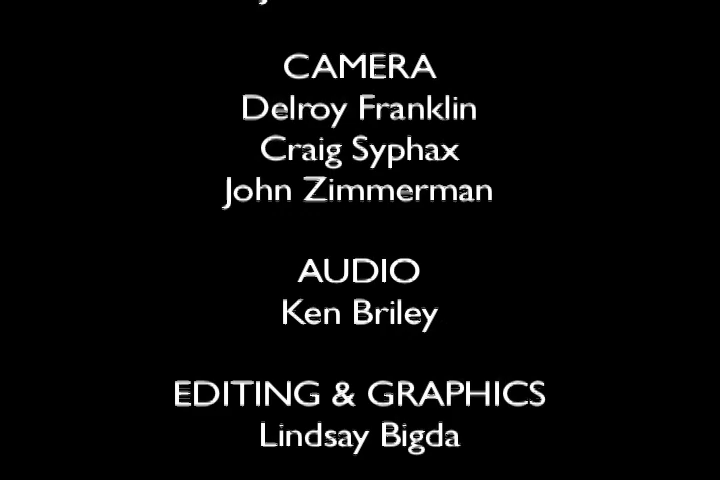 CAMERA
Delroy Franklin
Craig Syphax
John Zimmerman
AUDIO
Ken Briley
EDITING & GRAPHICS
Lindsay Bigda